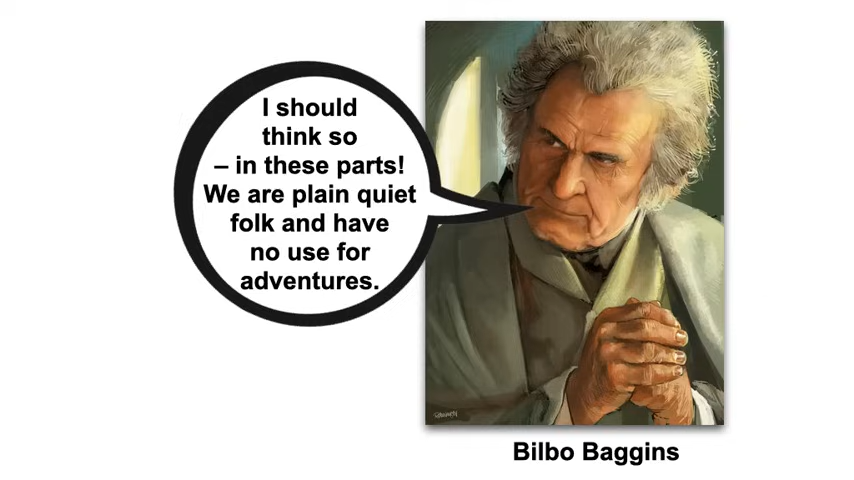 I should
think so
– in these parts!
We are plain quiet
folk and have
no use for
adventures.
Bilbo Baggins